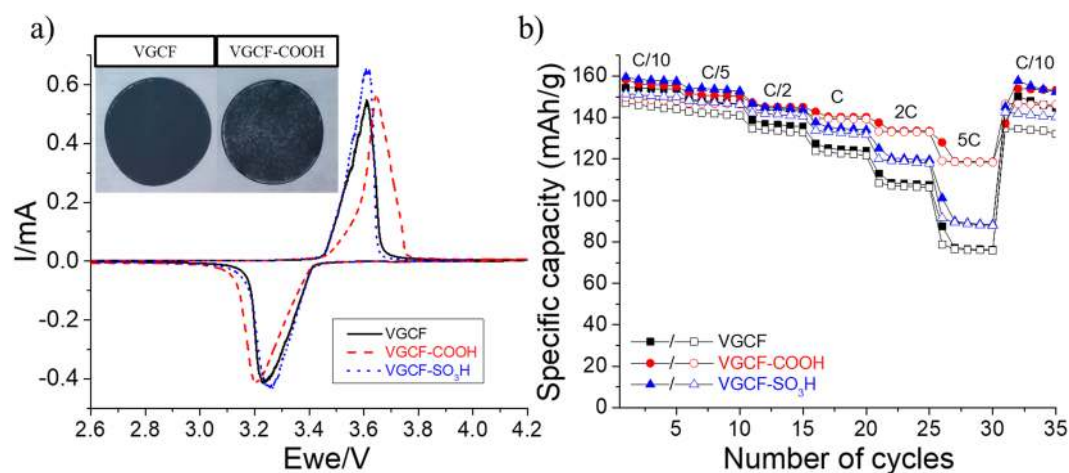 a)
VGCF VGCF-COOH
I/mA
0.6
0.4
0.2
0.0
-0.2
-0.4
VGCF
VGCF-COOH
VGCF-SO₃H
2.6 2.8 3.0 3.2 3.4 3.6 3.8 4.0 4.2
Ewe/V
b)
Specific capacity (mAh/g)
180
160
140
120
100
80
60
40
20
0
C/10 C/5 C/2 C 2C 5C C/10
/ VGCF
/ VGCF-COOH
/ VGCF-SO₃H
5 10 15 20 25 30 35
Number of cycles